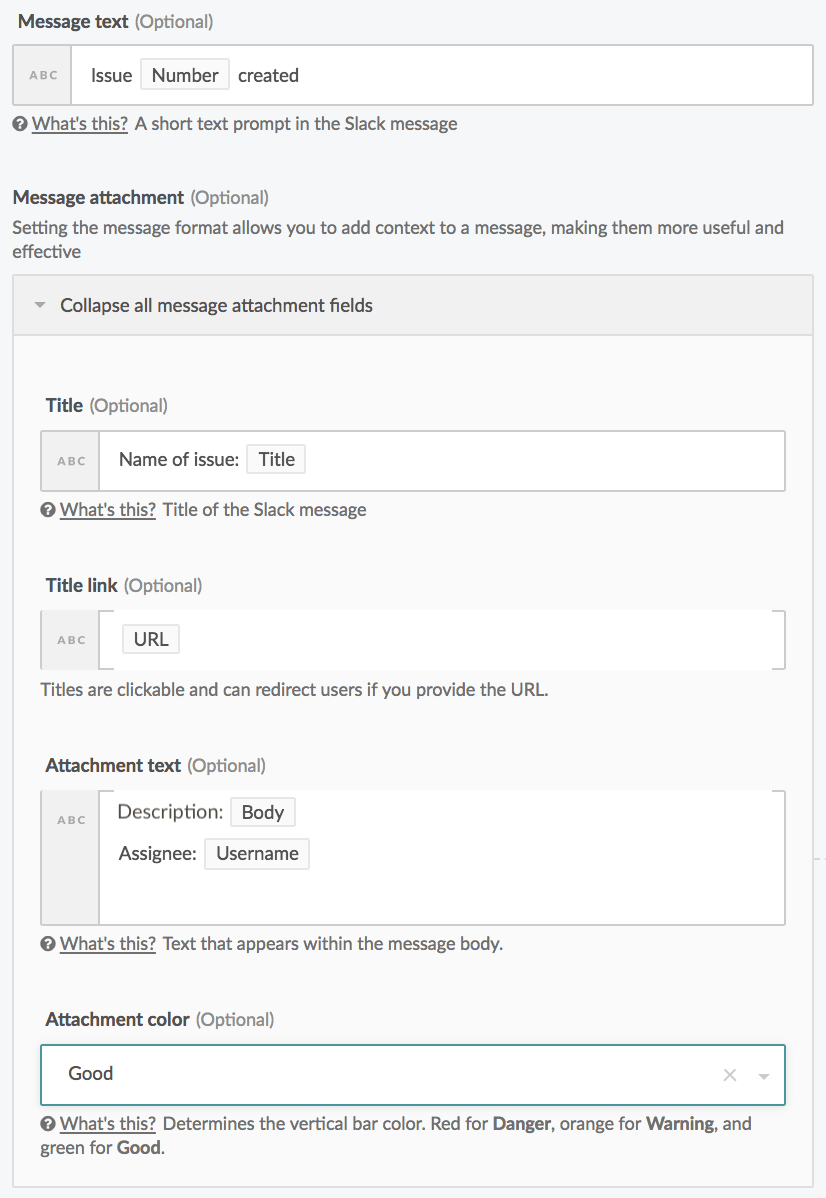 Message text (Optional)
ABC Issue Number created
What's this? A short text prompt in the Slack message
Message attachment (Optional)
Setting the message format allows you to add context to a message, making them more useful and
effective
Collapse all message attachment fields
Title (Optional)
ABC Name of issue: Title
What's this? Title of the Slack message
Title link (Optional)
ABC URL
Titles are clickable and can redirect users if you provide the URL.
Attachment text (Optional)
ABC Description: Body
Assignee: Username
What's this? Text that appears within the message body.
Attachment color (Optional)
Good
What's this? Determines the vertical bar color. Red for Danger, orange for Warning, and
green for Good.